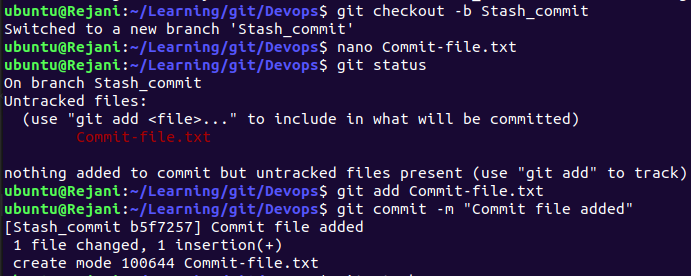 ubuntu@Rejani:~/Learning/git/Devops$ git checkout -b Stash_commit
Switched to a new branch 'Stash_commit'
ubuntu@Rejani:~/Learning/git/Devops$ nano Commit-file.txt
ubuntu@Rejani:~/Learning/git/Devops$ git status
On branch Stash_commit
Untracked files:
  (use "git add <file>..." to include in what will be committed)
        Commit-file.txt

nothing added to commit but untracked files present (use "git add" to track)
ubuntu@Rejani:~/Learning/git/Devops$ git add Commit-file.txt
ubuntu@Rejani:~/Learning/git/Devops$ git commit -m "Commit file added"
[Stash_commit b5f7257] Commit file added
 1 file changed, 1 insertion(+)
 create mode 100644 Commit-file.txt